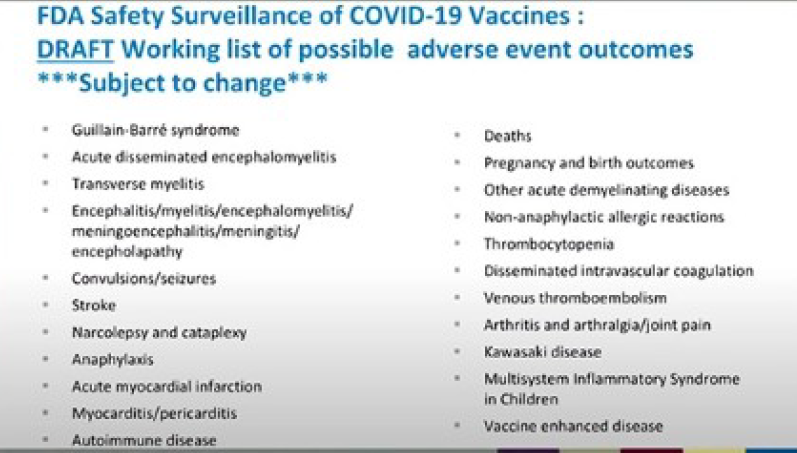 FDA Safety Surveillance of COVID-19 Vaccines :
DRAFT Working list of possible adverse event outcomes
***Subject to change***
Guillain-Barré syndrome
Acute disseminated encephalomyelitis
Transverse myelitis
Encephalitis/myelitis/encephalomyelitis/
meningoencephalitis/meningitis/
encepholapathy
Convulsions/seizures
Stroke
Narcolepsy and cataplexy
Anaphylaxis
Acute myocardial infarction
Myocarditis/pericarditis
Autoimmune disease
Deaths
Pregnancy and birth outcomes
Other acute demyelinating diseases
Non-anaphylactic allergic reactions
Thrombocytopenia
Disseminated intravascular coagulation
Venous thromboembolism
Arthritis and arthralgia/joint pain
Kawasaki disease
Multisystem Inflammatory Syndrome
in Children
Vaccine enhanced disease